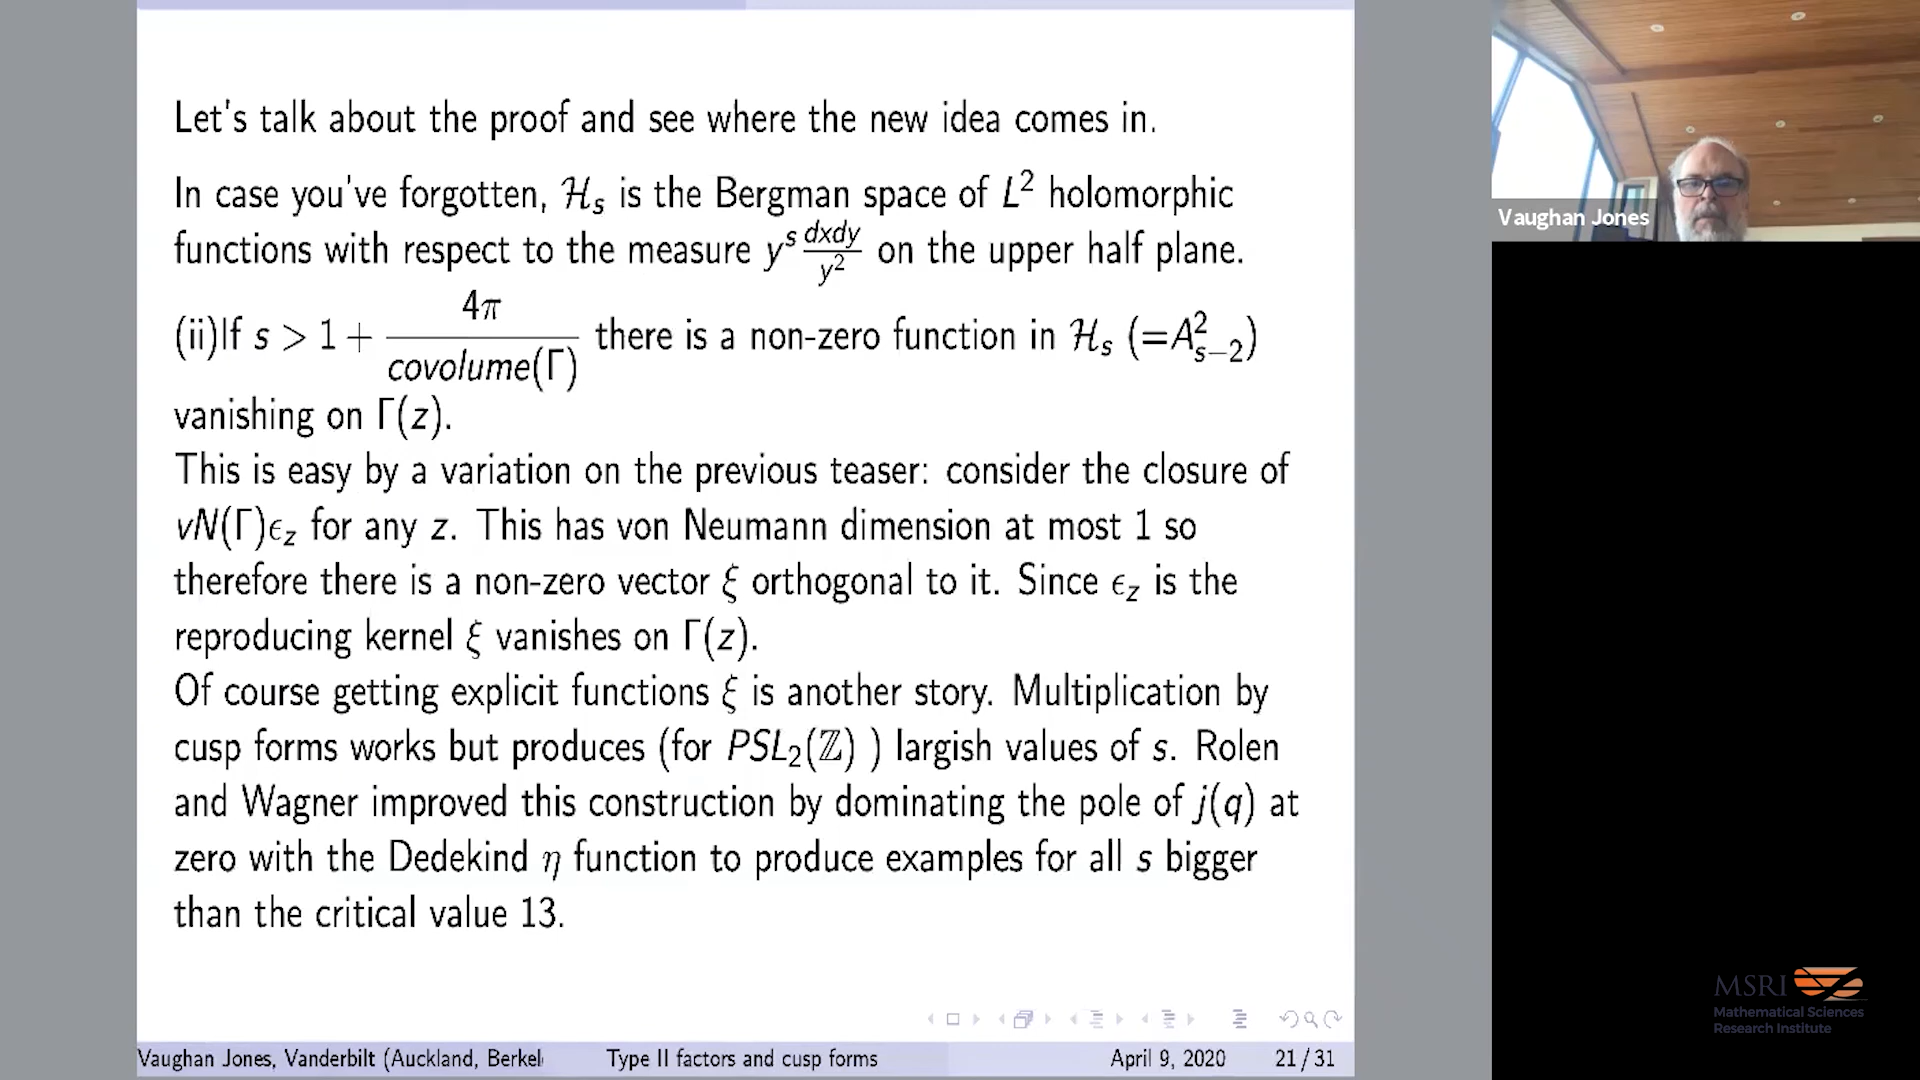 Let's talk about the proof and see where the new idea comes in.
In case you've forgotten, ℋ_s is the Bergman space of L² holomorphic
functions with respect to the measure y^s dxdy/y² on the upper half plane.
(ii)If s > 1 + 4π/covolume(Γ) there is a non-zero function in ℋ_s (=A²_{s−2})
vanishing on Γ(z).
This is easy by a variation on the previous teaser: consider the closure of
vN(Γ)ϵ_z for any z. This has von Neumann dimension at most 1 so
therefore there is a non-zero vector ξ orthogonal to it. Since ϵ_z is the
reproducing kernel ξ vanishes on Γ(z).
Of course getting explicit functions ξ is another story. Multiplication by
cusp forms works but produces (for PSL₂(ℤ) ) largish values of s. Rolen
and Wagner improved this construction by dominating the pole of j(q) at
zero with the Dedekind η function to produce examples for all s bigger
than the critical value 13.
Vaughan Jones, Vanderbilt (Auckland, Berkel
Type II factors and cusp forms
April 9, 2020
21 / 31
Vaughan Jones
MSRI
Mathematical Sciences
Research Institute